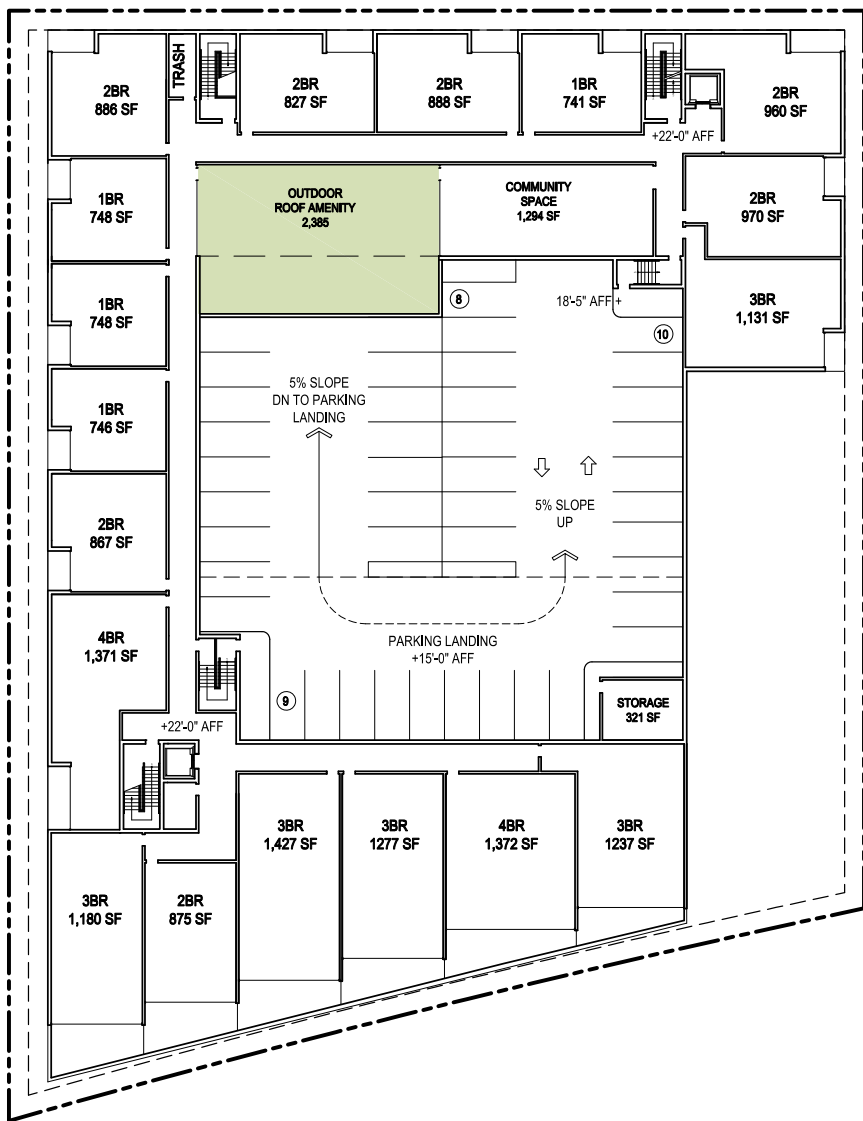 TRASH
2BR
886 SF
2BR
827 SF
2BR
888 SF
1BR
741 SF
2BR
960 SF
+22'-0" AFF
1BR
748 SF
OUTDOOR
ROOF AMENITY
2,385
COMMUNITY
SPACE
1,294 SF
2BR
970 SF
1BR
748 SF
8
18'-5" AFF +
10
3BR
1,131 SF
1BR
746 SF
5% SLOPE
DN TO PARKING
LANDING
5% SLOPE
UP
2BR
867 SF
4BR
1,371 SF
PARKING LANDING
+15'-0" AFF
9
STORAGE
321 SF
+22'-0" AFF
3BR
1,427 SF
3BR
1277 SF
4BR
1,372 SF
3BR
1237 SF
3BR
1,180 SF
2BR
875 SF